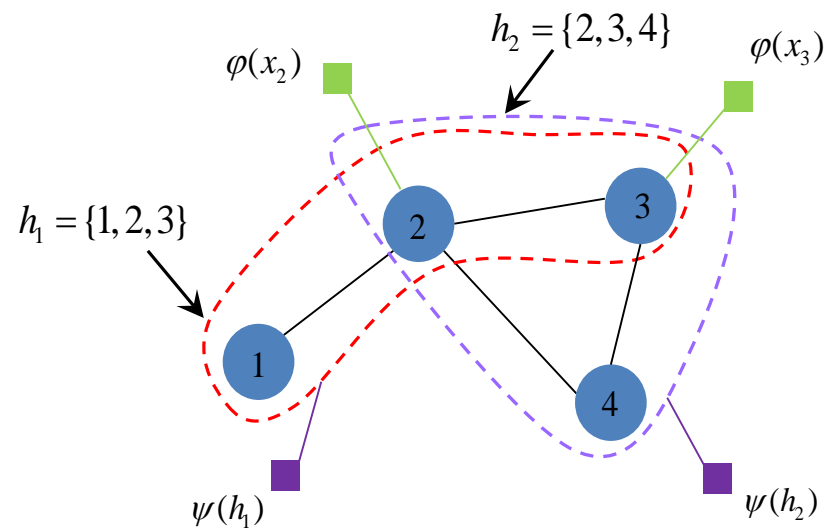 h₂ = {2,3,4}
φ(x₂)
φ(x₃)
h₁ = {1,2,3}
2
3
1
4
ψ(h₁)
ψ(h₂)